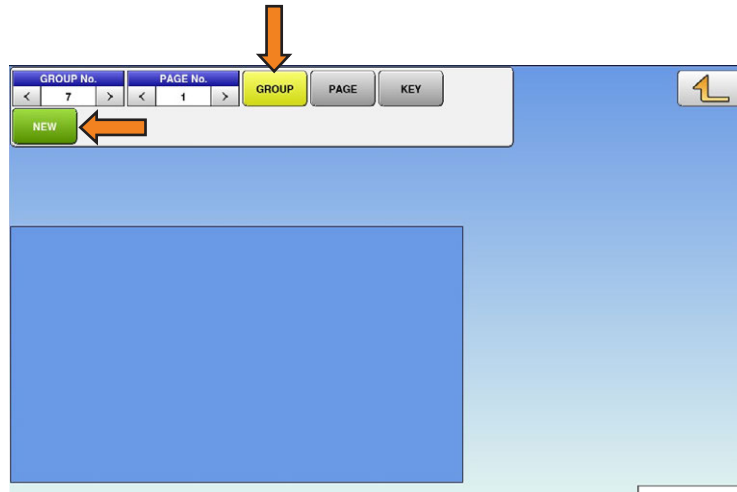 GROUP No. PAGE No.
< 7 > < 1 > GROUP PAGE KEY
NEW